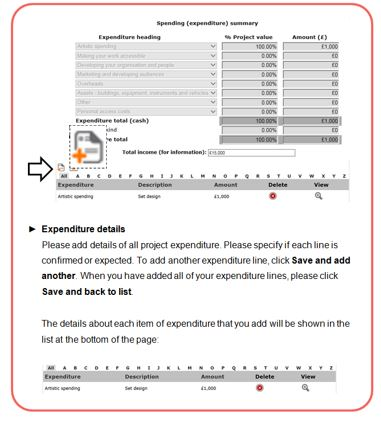 Spending (expenditure) summary
Expenditure heading % Project value Amount (£)
Artistic spending 100.00% £1,000
Making your work accessible 0.00% £0
Developing your organisation and people 0.00% £0
Marketing and developing audiences 0.00% £0
Overheads 0.00% £0
Assets - buildings, equipment, instruments and vehicles 0.00% £0
Other 0.00% £0
Personal access costs 0.00% £0
Expenditure total (cash) 100.00% £1,000
kind 0.00% £0
re total 100.00% £1,000
Total income (for information): £15,000
All A B C D E F G H I J K L M N O P Q R S T U V W X Y Z
Expenditure Description Amount Delete View
Artistic spending Set design £1,000
► Expenditure details
Please add details of all project expenditure. Please specify if each line is
confirmed or expected. To add another expenditure line, click Save and add
another. When you have added all of your expenditure lines, please click
Save and back to list.
The details about each item of expenditure that you add will be shown in the
list at the bottom of the page:
All A B C D E F G H I J K L M N O P Q R S T U V W X Y Z
Expenditure Description Amount Delete View
Artistic spending Set design £1,000